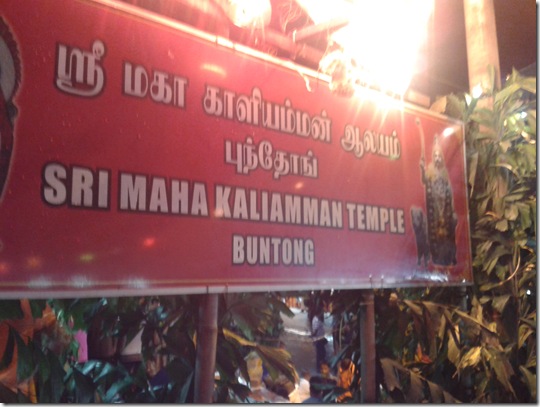 ஸ்ரீ மகா காளியம்மன் ஆலயம்
புந்தோங்
SRI MAHA KALIAMMAN TEMPLE
BUNTONG